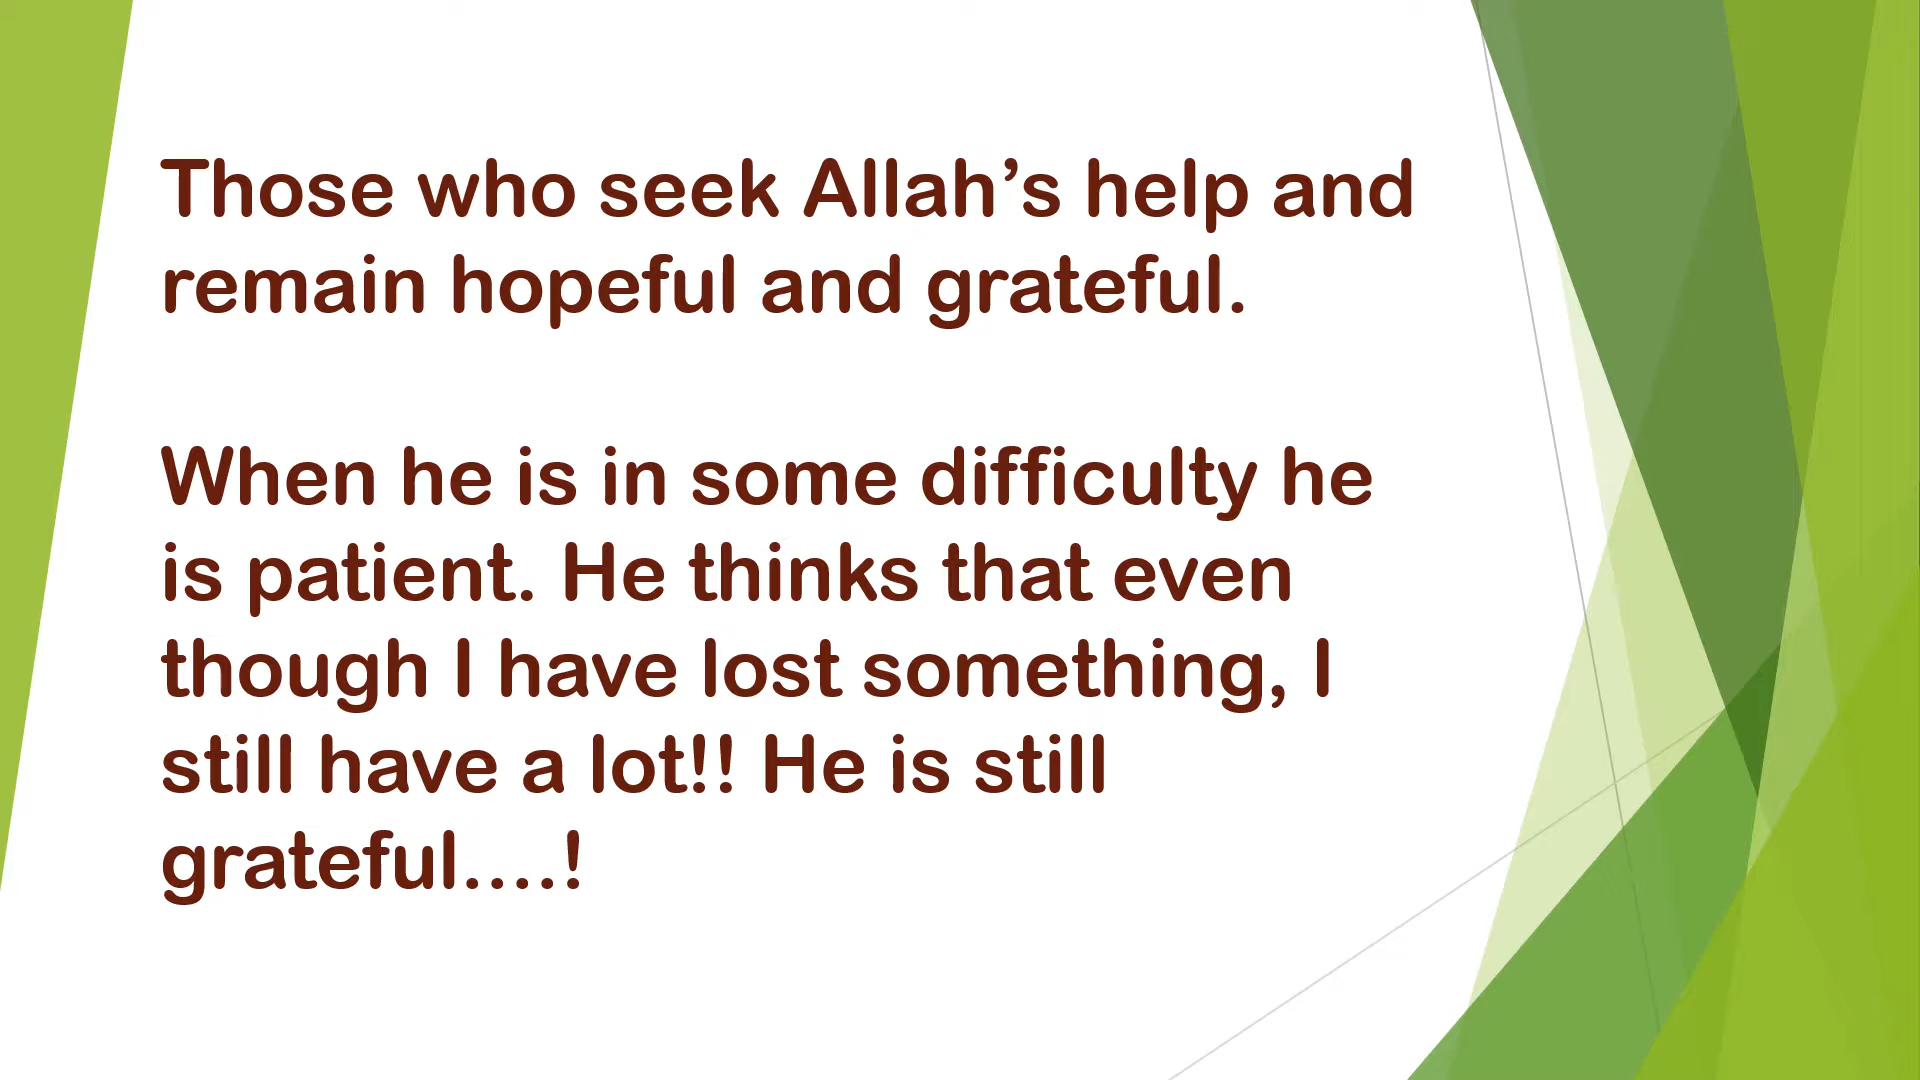 Those who seek Allah’s help and
remain hopeful and grateful.
When he is in some difficulty he
is patient. He thinks that even
though I have lost something, I
still have a lot!! He is still
grateful....!